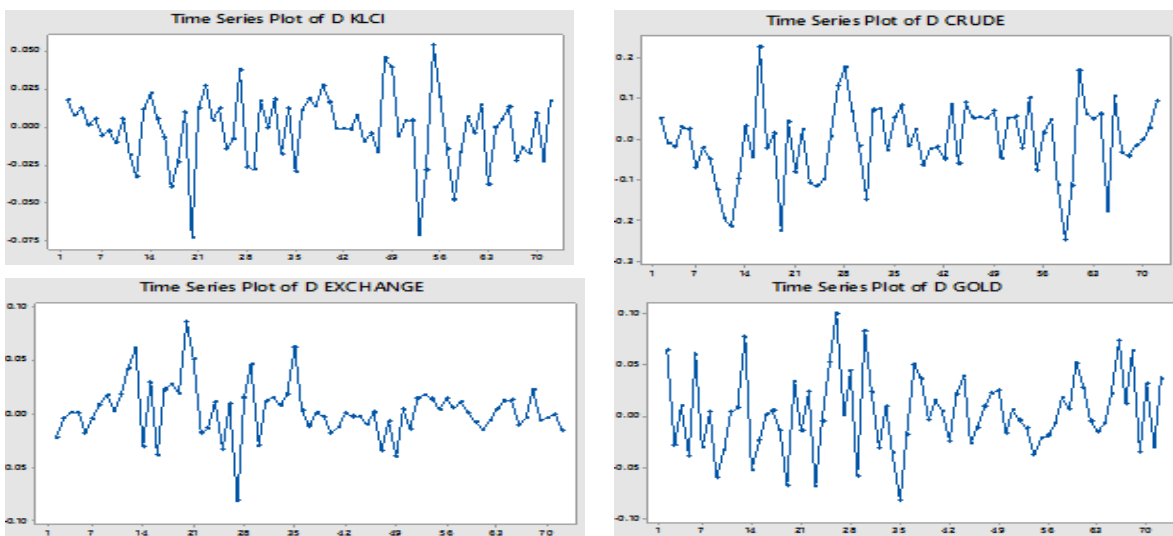 Time Series Plot of D KLCI
0.050
0.025
0.000
-0.025
-0.050
-0.075
1 7 14 21 28 35 42 49 56 63 70
Time Series Plot of D CRUDE
0.2
0.1
0.0
-0.1
-0.2
-0.3
1 7 14 21 28 35 42 49 56 63 70
Time Series Plot of D EXCHANGE
0.10
0.05
0.00
0.05
-0.10
1 7 14 21 28 35 42 49 56 63 70
Time Series Plot of D GOLD
0.10
0.05
0.00
-0.05
-0.10
1 7 14 21 28 35 42 49 56 63 70